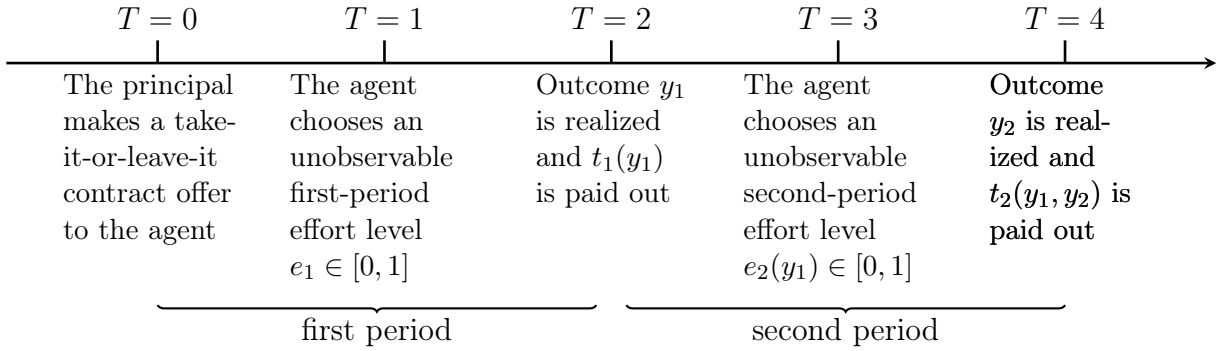 T = 0
T = 1
T = 2
T = 3
T = 4
The principal
makes a take-
it-or-leave-it
contract offer
to the agent
The agent
chooses an
unobservable
first-period
effort level
e₁ ∈ [0, 1]
Outcome y₁
is realized
and t₁(y₁)
is paid out
The agent
chooses an
unobservable
second-period
effort level
e₂(y₁) ∈ [0, 1]
Outcome
y₂ is real-
ized and
t₂(y₁, y₂) is
paid out
first period
second period